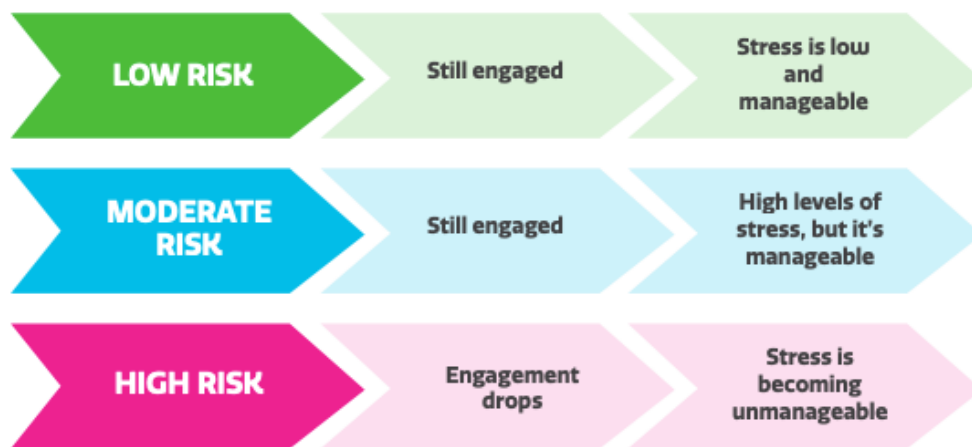 LOW RISK
Still engaged
Stress is low
and
manageable
MODERATE
RISK
Still engaged
High levels of
stress, but it's
manageable
HIGH RISK
Engagement
drops
Stress is
becoming
unmanageable